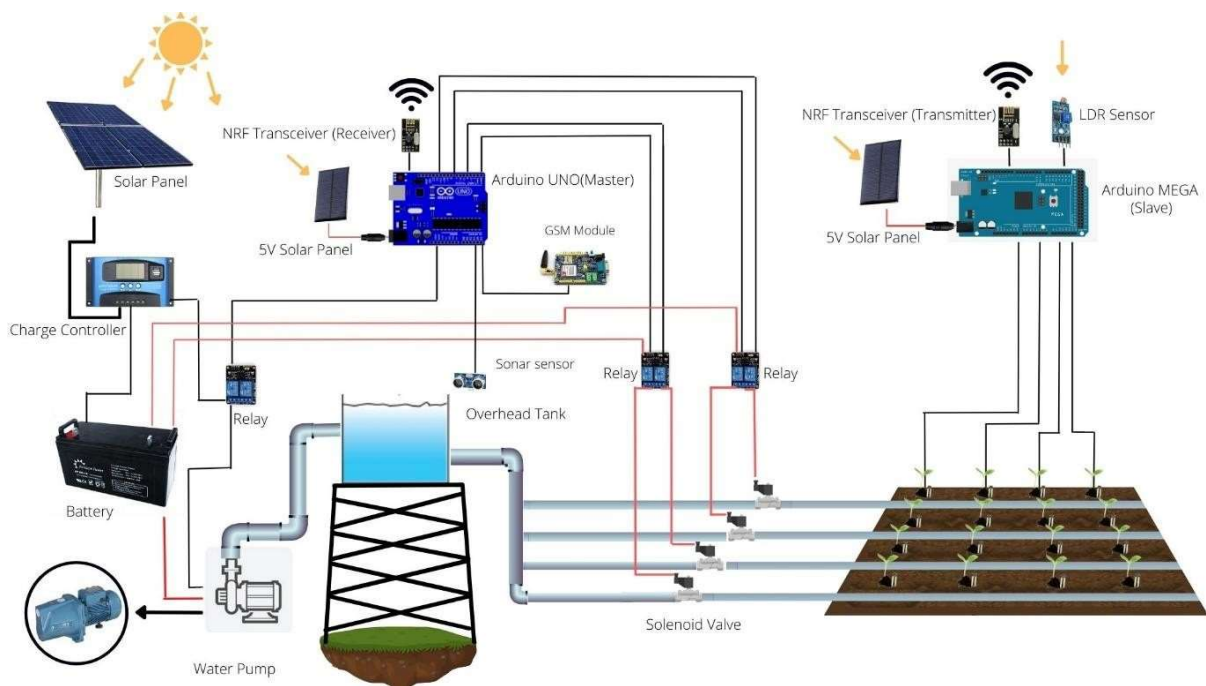 NRF Transceiver (Receiver)
NRF Transceiver (Transmitter)
LDR Sensor
Solar Panel
Arduino UNO(Master)
Arduino MEGA
(Slave)
5V Solar Panel
GSM Module
5V Solar Panel
Charge Controller
Sonar sensor
Relay
Relay
Relay
Overhead Tank
Battery
Solenoid Valve
Water Pump